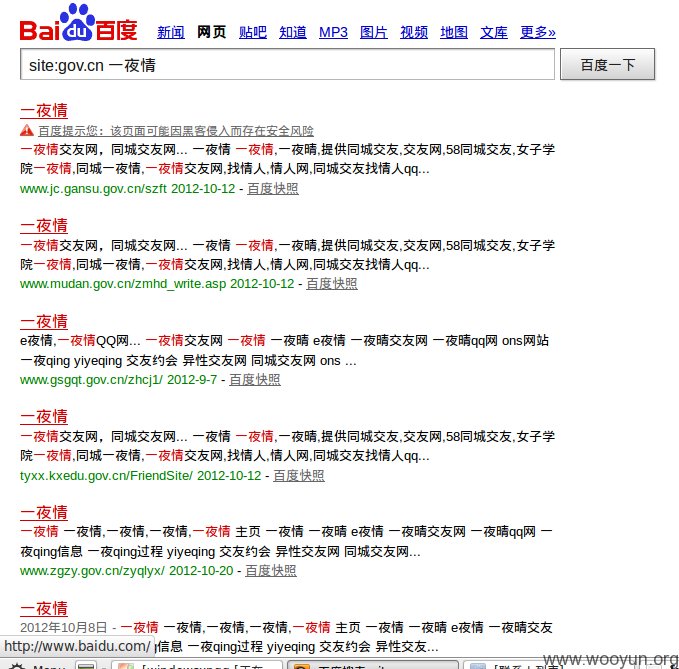 Bai du 百度
新闻 网页 贴吧 知道 MP3 图片 视频 地图 文库 更多»
site:gov.cn 一夜情 百度一下
一夜情
百度提示您：该页面可能因黑客侵入而存在安全风险
一夜情交友网，同城交友网... 一夜情 一夜情,一夜晴,提供同城交友,交友网,58同城交友,女子学
院一夜情,同城一夜情,一夜情交友网,找情人,情人网,同城交友找情人qq...
www.jc.gansu.gov.cn/szft 2012-10-12 - 百度快照
一夜情
一夜情交友网，同城交友网... 一夜情 一夜情,一夜晴,提供同城交友,交友网,58同城交友,女子学
院一夜情,同城一夜情,一夜情交友网,找情人,情人网,同城交友找情人qq...
www.mudan.gov.cn/zmhd_write.asp 2012-10-12 - 百度快照
一夜情
e夜情,一夜情QQ网... 一夜情交友网 一夜情 一夜晴 e夜情 一夜晴交友网 一夜晴qq网 ons网站
一夜qing yiyeqing 交友约会 异性交友网 同城交友网 ons ...
www.gsgqt.gov.cn/zhcj1/ 2012-9-7 - 百度快照
一夜情
一夜情交友网，同城交友网... 一夜情 一夜情,一夜晴,提供同城交友,交友网,58同城交友,女子学
院一夜情,同城一夜情,一夜情交友网,找情人,情人网,同城交友找情人qq...
tyxx.kxedu.gov.cn/FriendSite/ 2012-10-12 - 百度快照
一夜情
一夜情 一夜情,一夜情,一夜情,一夜情 主页 一夜情 一夜晴 e夜情 一夜晴交友网 一夜晴qq网 一
夜qing信息 一夜qing过程 yiyeqing 交友约会 异性交友网 同城交友网...
www.zgzy.gov.cn/zyqlyx/ 2012-10-20 - 百度快照
一夜情
2012年10月8日 - 一夜情 一夜情,一夜情,一夜情,一夜情 主页 一夜情 一夜晴 e夜情 一夜晴交友
http://www.baidu.com/ 信息 一夜qing过程 yiyeqing 交友约会 异性交友网 同城交友网...
www.wooyun.org
Menu